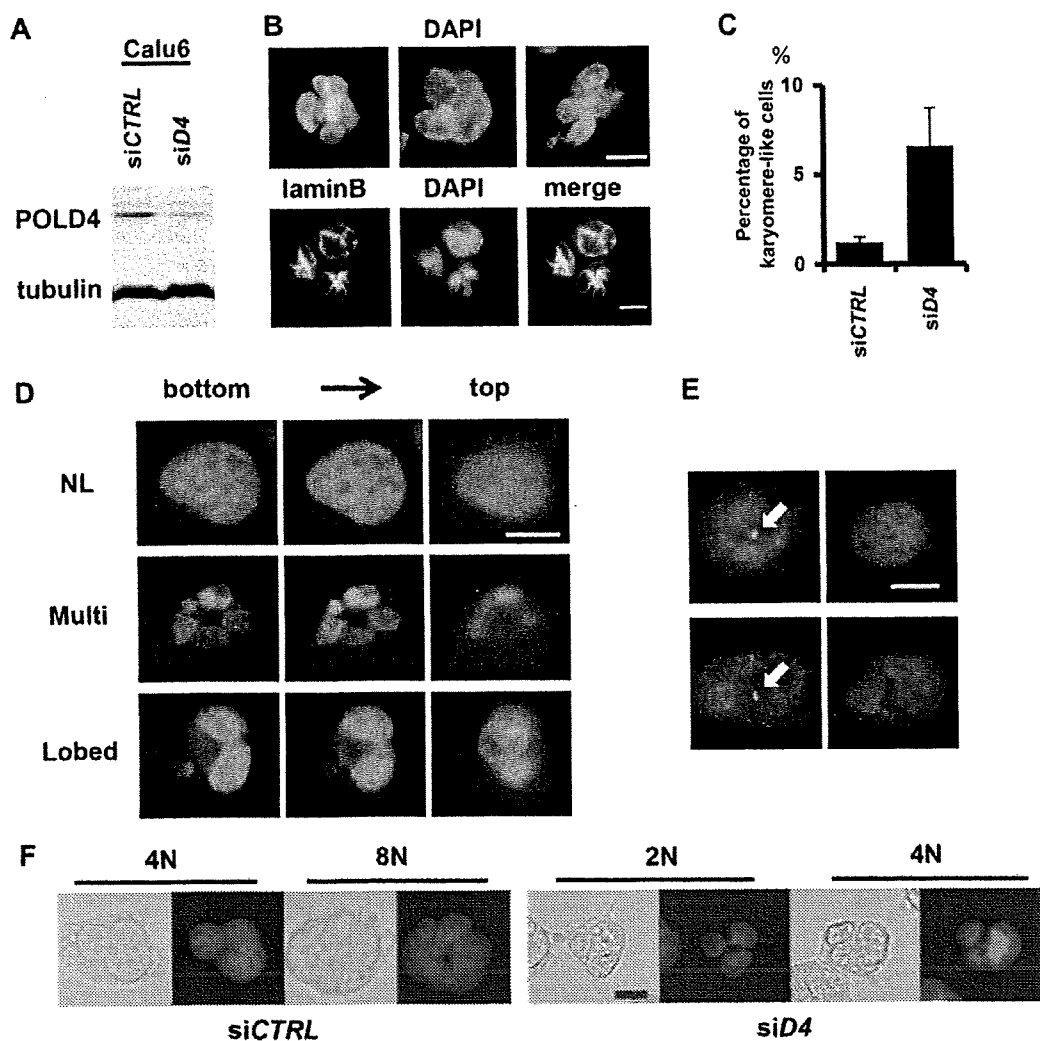 A
Calu6
siCTRL
siD4
POLD4
tubulin
B
DAPI
laminB
DAPI
merge
C
%
10
5
0
Percentage of
karyomere-like cells
siCTRL
siD4
D
bottom
top
NL
Multi
Lobed
E
F
4N
8N
2N
4N
siCTRL
siD4